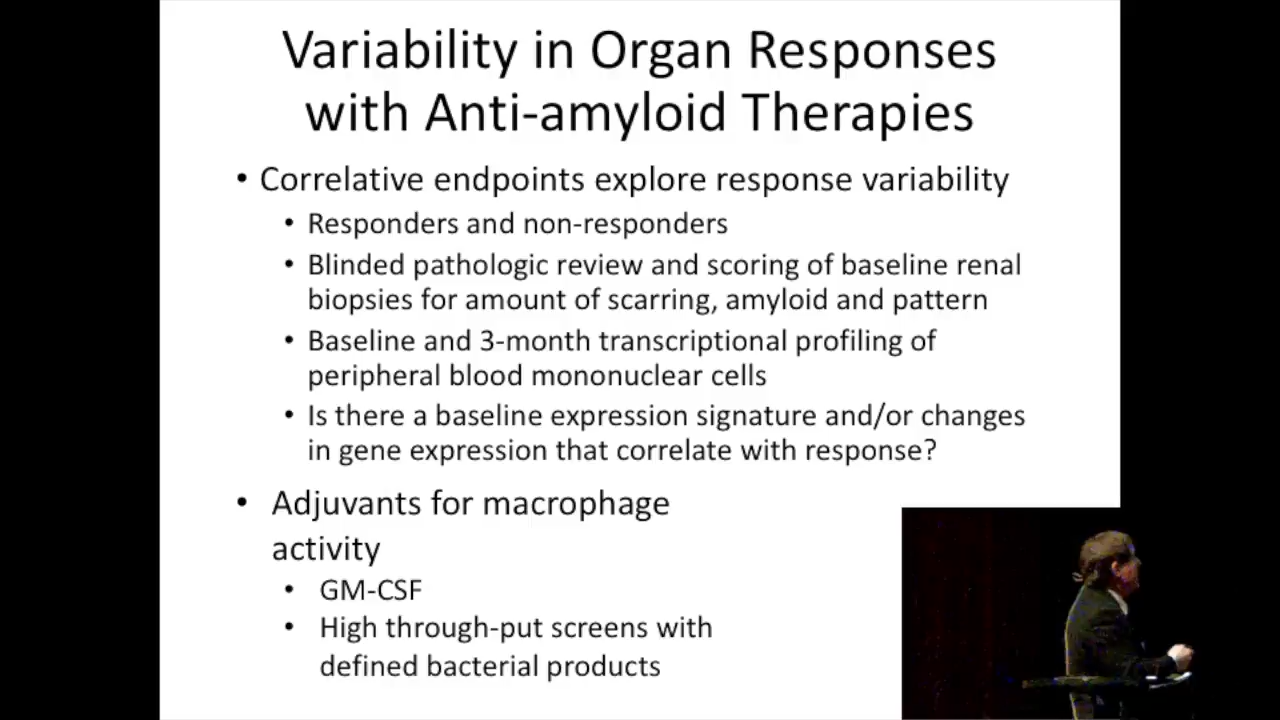 Variability in Organ Responses
with Anti-amyloid Therapies
• Correlative endpoints explore response variability
• Responders and non-responders
• Blinded pathologic review and scoring of baseline renal
biopsies for amount of scarring, amyloid and pattern
• Baseline and 3-month transcriptional profiling of
peripheral blood mononuclear cells
• Is there a baseline expression signature and/or changes
in gene expression that correlate with response?
• Adjuvants for macrophage
activity
• GM-CSF
• High through-put screens with
defined bacterial products